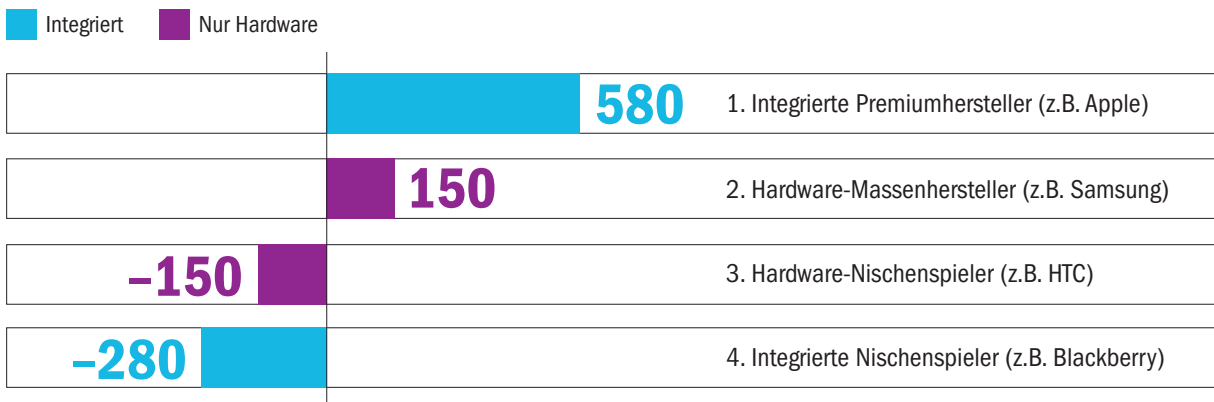 Integriert Nur Hardware
580 1. Integrierte Premiumhersteller (z.B. Apple)
150 2. Hardware-Massenhersteller (z.B. Samsung)
–150 3. Hardware-Nischenspieler (z.B. HTC)
–280 4. Integrierte Nischenspieler (z.B. Blackberry)